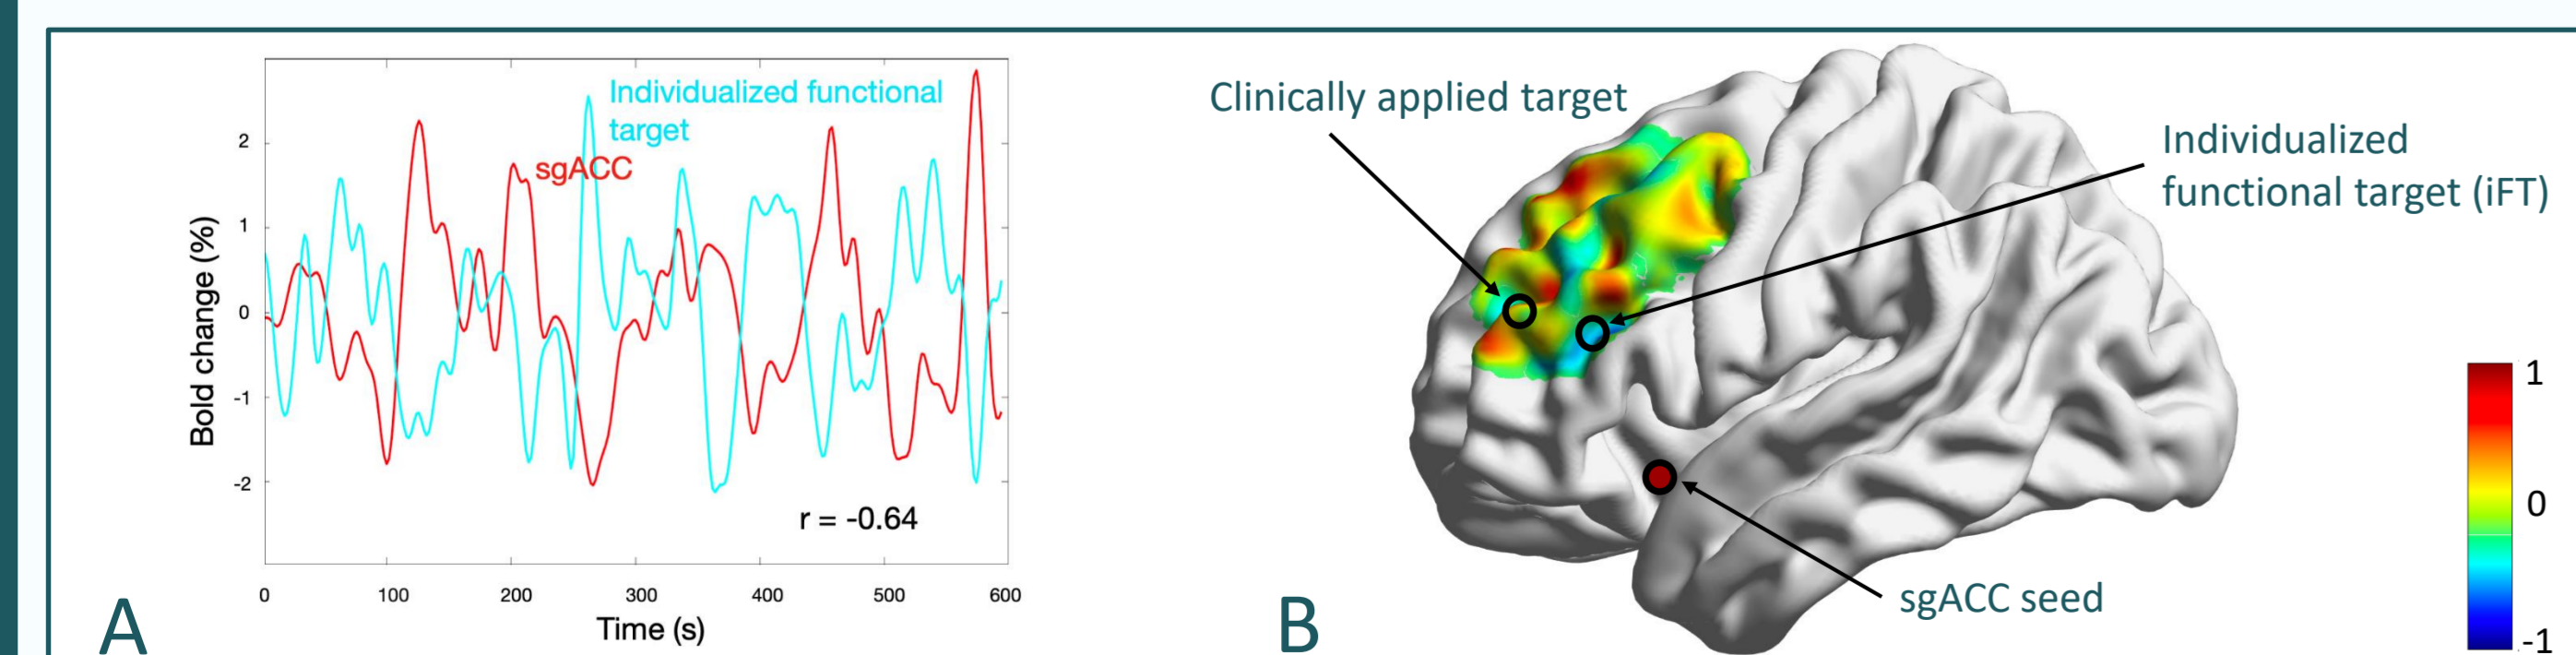 Individualized functional
target
sgACC
2
1
0
-1
-2
Bold change (%)
r = -0.64
0
100
200
300
400
500
600
Time (s)
A
Clinically applied target
Individualized
functional target (iFT)
sgACC seed
B
1
0
-1